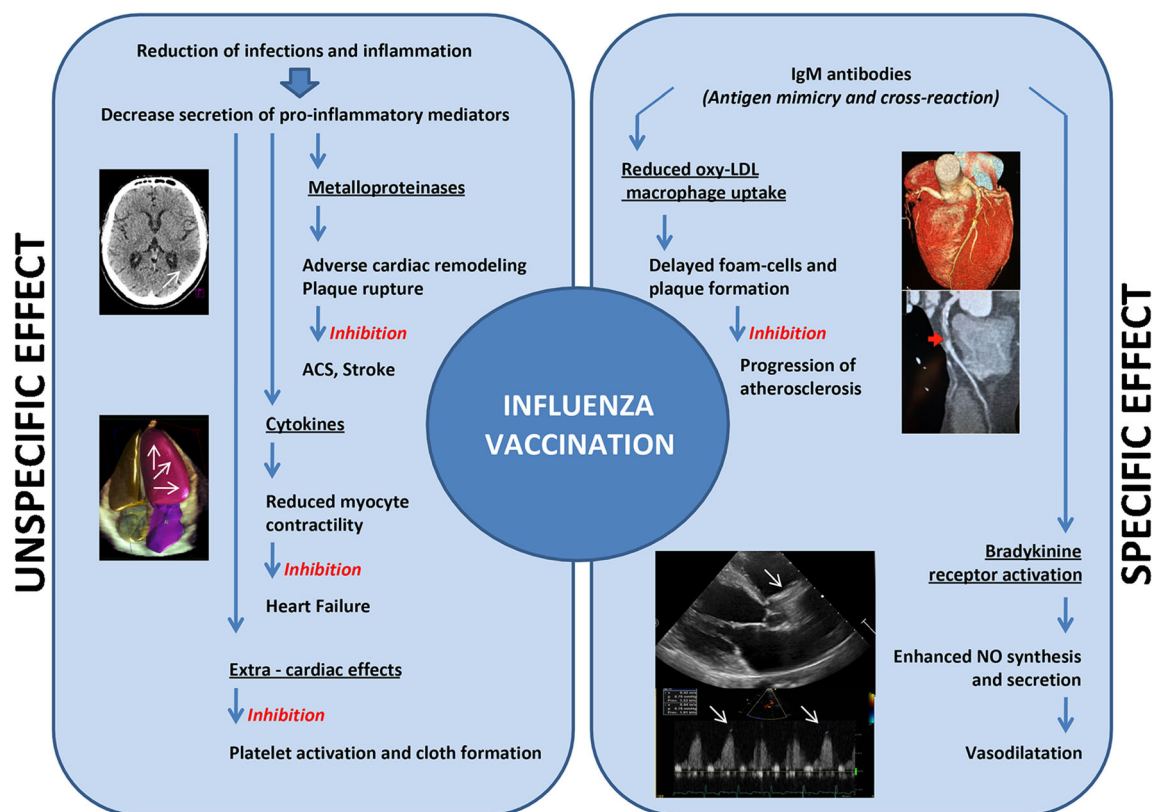 Reduction of infections and inflammation
Decrease secretion of pro-inflammatory mediators
Metalloproteinases
Adverse cardiac remodeling
Plaque rupture
Inhibition
ACS, Stroke
Cytokines
Reduced myocyte
contractility
Inhibition
Heart Failure
Extra - cardiac effects
Inhibition
Platelet activation and cloth formation
UNSPECIFIC EFFECT
INFLUENZA
VACCINATION
IgM antibodies
(Antigen mimicry and cross-reaction)
Reduced oxy-LDL
macrophage uptake
Delayed foam-cells and
plaque formation
Inhibition
Progression of
atherosclerosis
Bradykinine
receptor activation
Enhanced NO synthesis
and secretion
Vasodilatation
SPECIFIC EFFECT